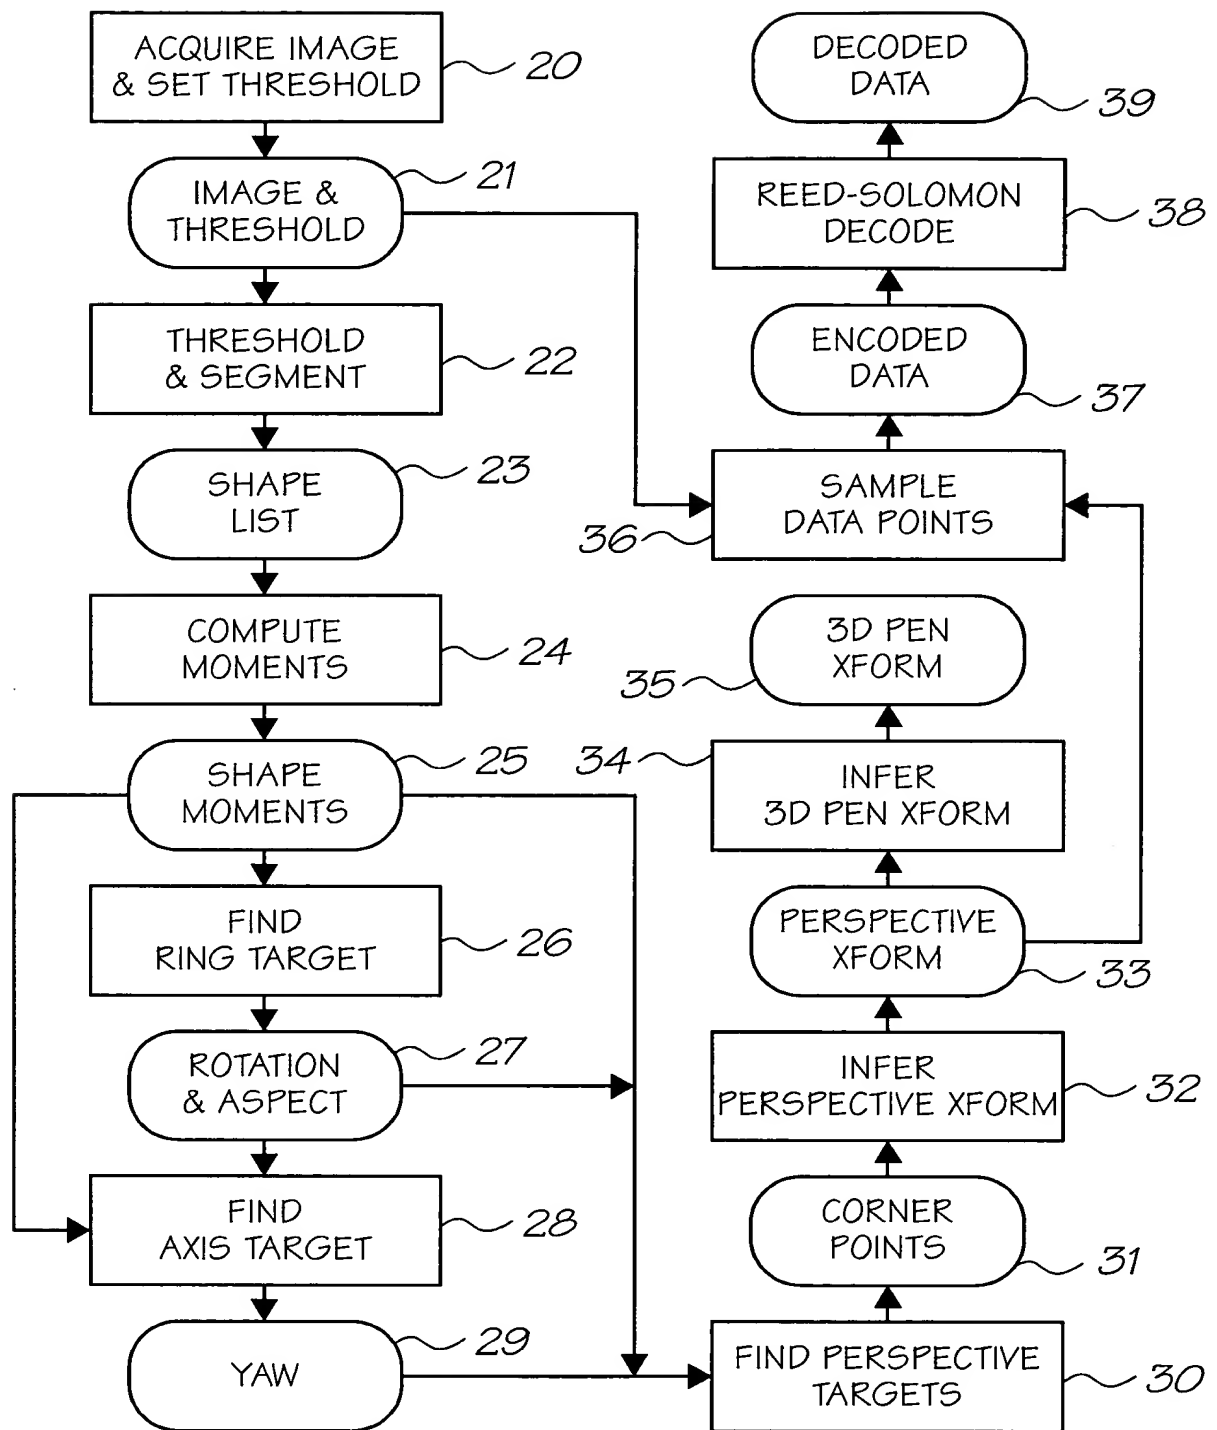 ACQUIRE IMAGE
& SET THRESHOLD
20
IMAGE &
THRESHOLD
21
THRESHOLD
& SEGMENT
22
SHAPE
LIST
23
COMPUTE
MOMENTS
24
SHAPE
MOMENTS
25
FIND
RING TARGET
26
ROTATION
& ASPECT
27
FIND
AXIS TARGET
28
YAW
29
DECODED
DATA
39
REED-SOLOMON
DECODE
38
ENCODED
DATA
37
SAMPLE
DATA POINTS
36
3D PEN
XFORM
35
34
INFER
3D PEN XFORM
PERSPECTIVE
XFORM
33
INFER
PERSPECTIVE XFORM
32
CORNER
POINTS
31
FIND PERSPECTIVE
TARGETS
30